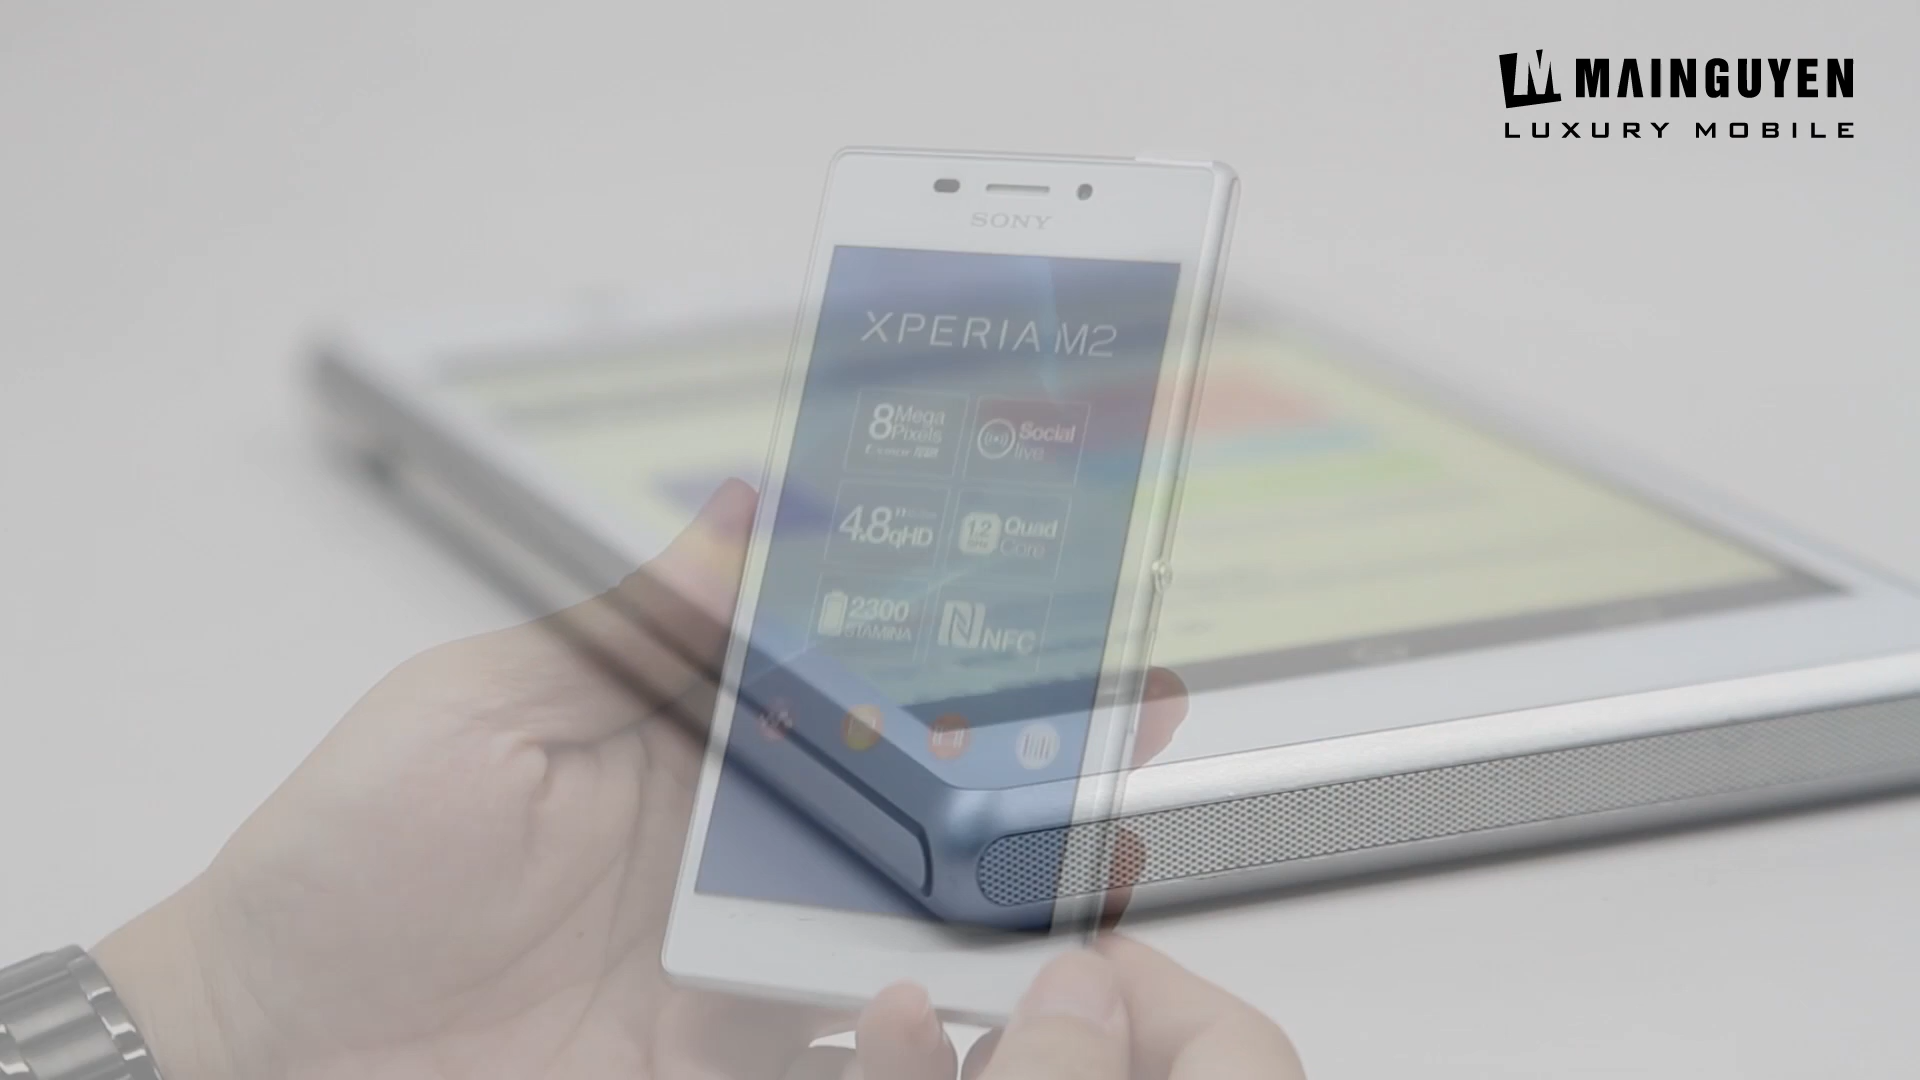 MAINGUYEN
LUXURY MOBILE
SONY
XPERIA M2
8 Mega
Pixels
Social
live
4.8" qHD
1.2
Quad
Core
2300
STAMINA
NFC